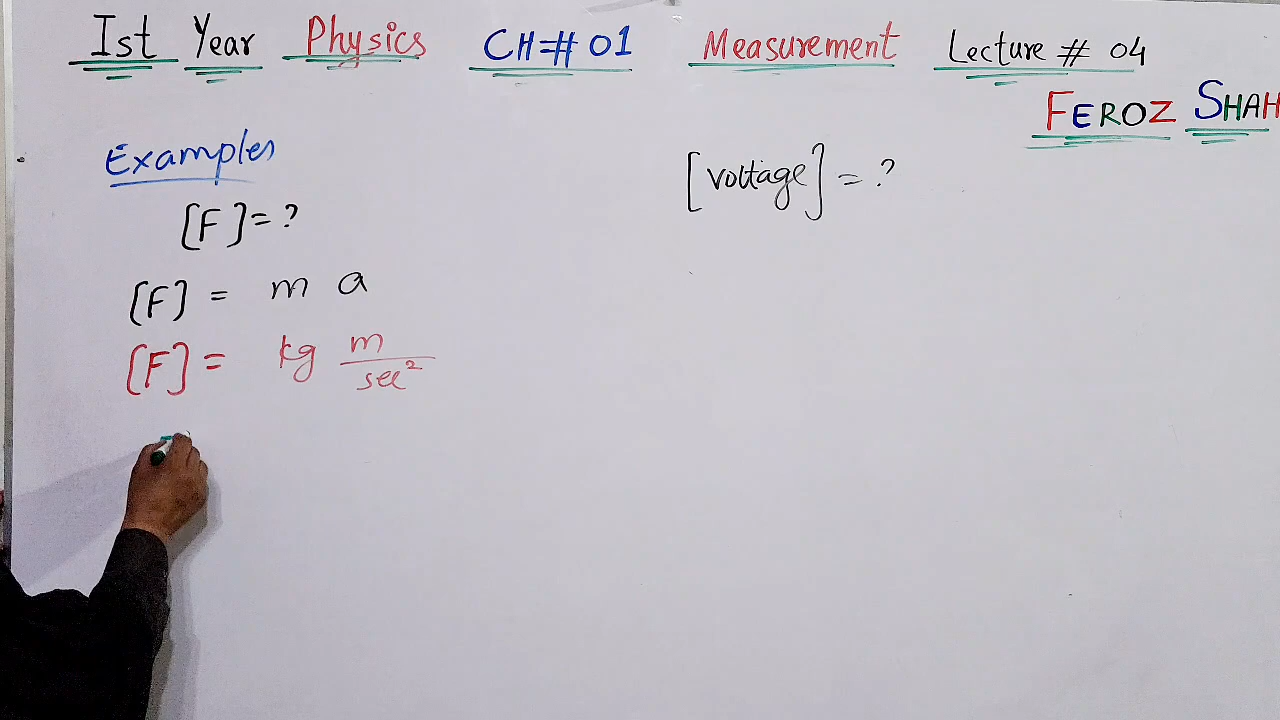 Ist Year Physics CH# 01 Measurement Lecture # 04
FEROZ SHAH
Examples
[F] = ?
[F] = m a
[F] = kg m/sec²
[voltage] = ?